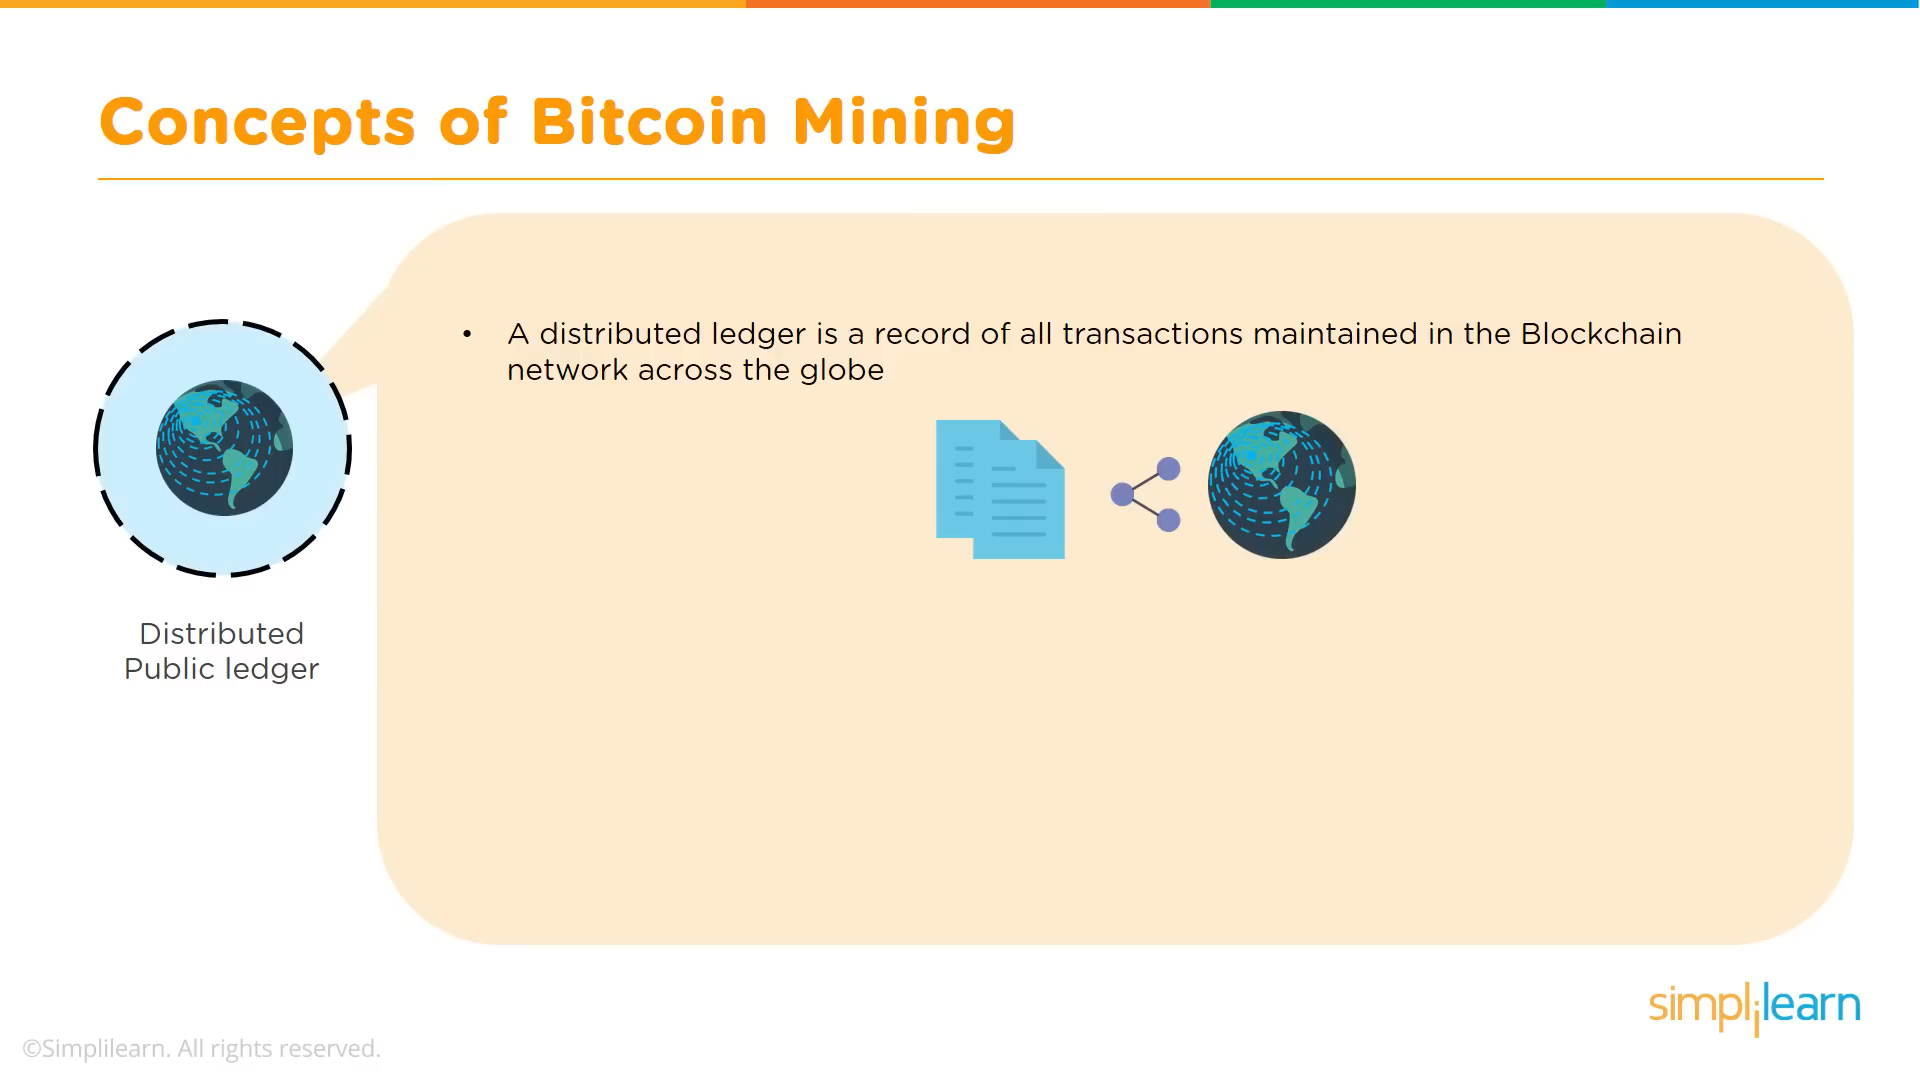 Concepts of Bitcoin Mining
• A distributed ledger is a record of all transactions maintained in the Blockchain
network across the globe
Distributed
Public ledger
simplilearn
©Simplilearn. All rights reserved.